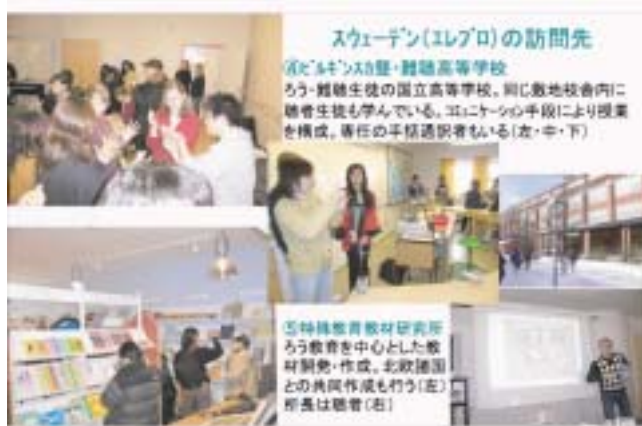 スウェーデン(エレブロ)の訪問先
④ビルギッタ聾・難聴高等学校
ろう・難聴生徒の国立高等学校。同じ敷地校舎内に
聴者生徒も学んでいる。コミュニケーション手段により授業
を構成。専任の手話通訳者もいる(左・中・下)
⑤特殊教育教材研究所
ろう教育を中心とした教
材開発・作成。北欧諸国
との共同作成も行う(左)
所長は聴者(右)